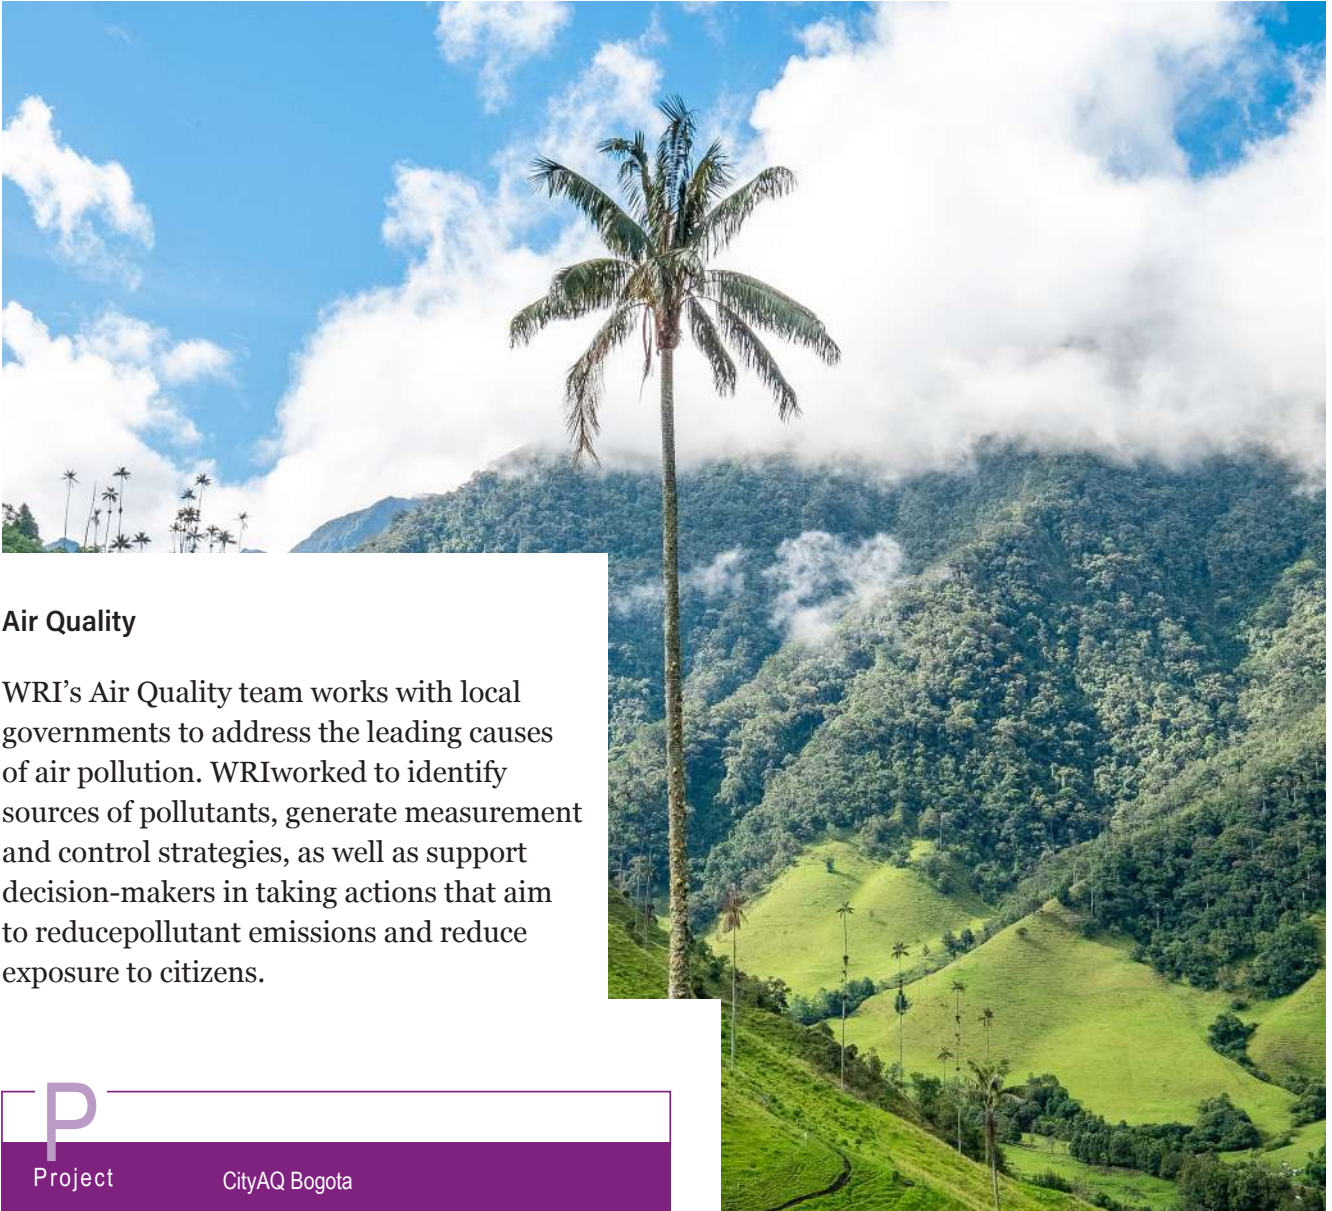 Air Quality
WRI’s Air Quality team works with local
governments to address the leading causes
of air pollution. WRIworked to identify
sources of pollutants, generate measurement
and control strategies, as well as support
decision-makers in taking actions that aim
to reducepollutant emissions and reduce
exposure to citizens.
P
Project CityAQ Bogota